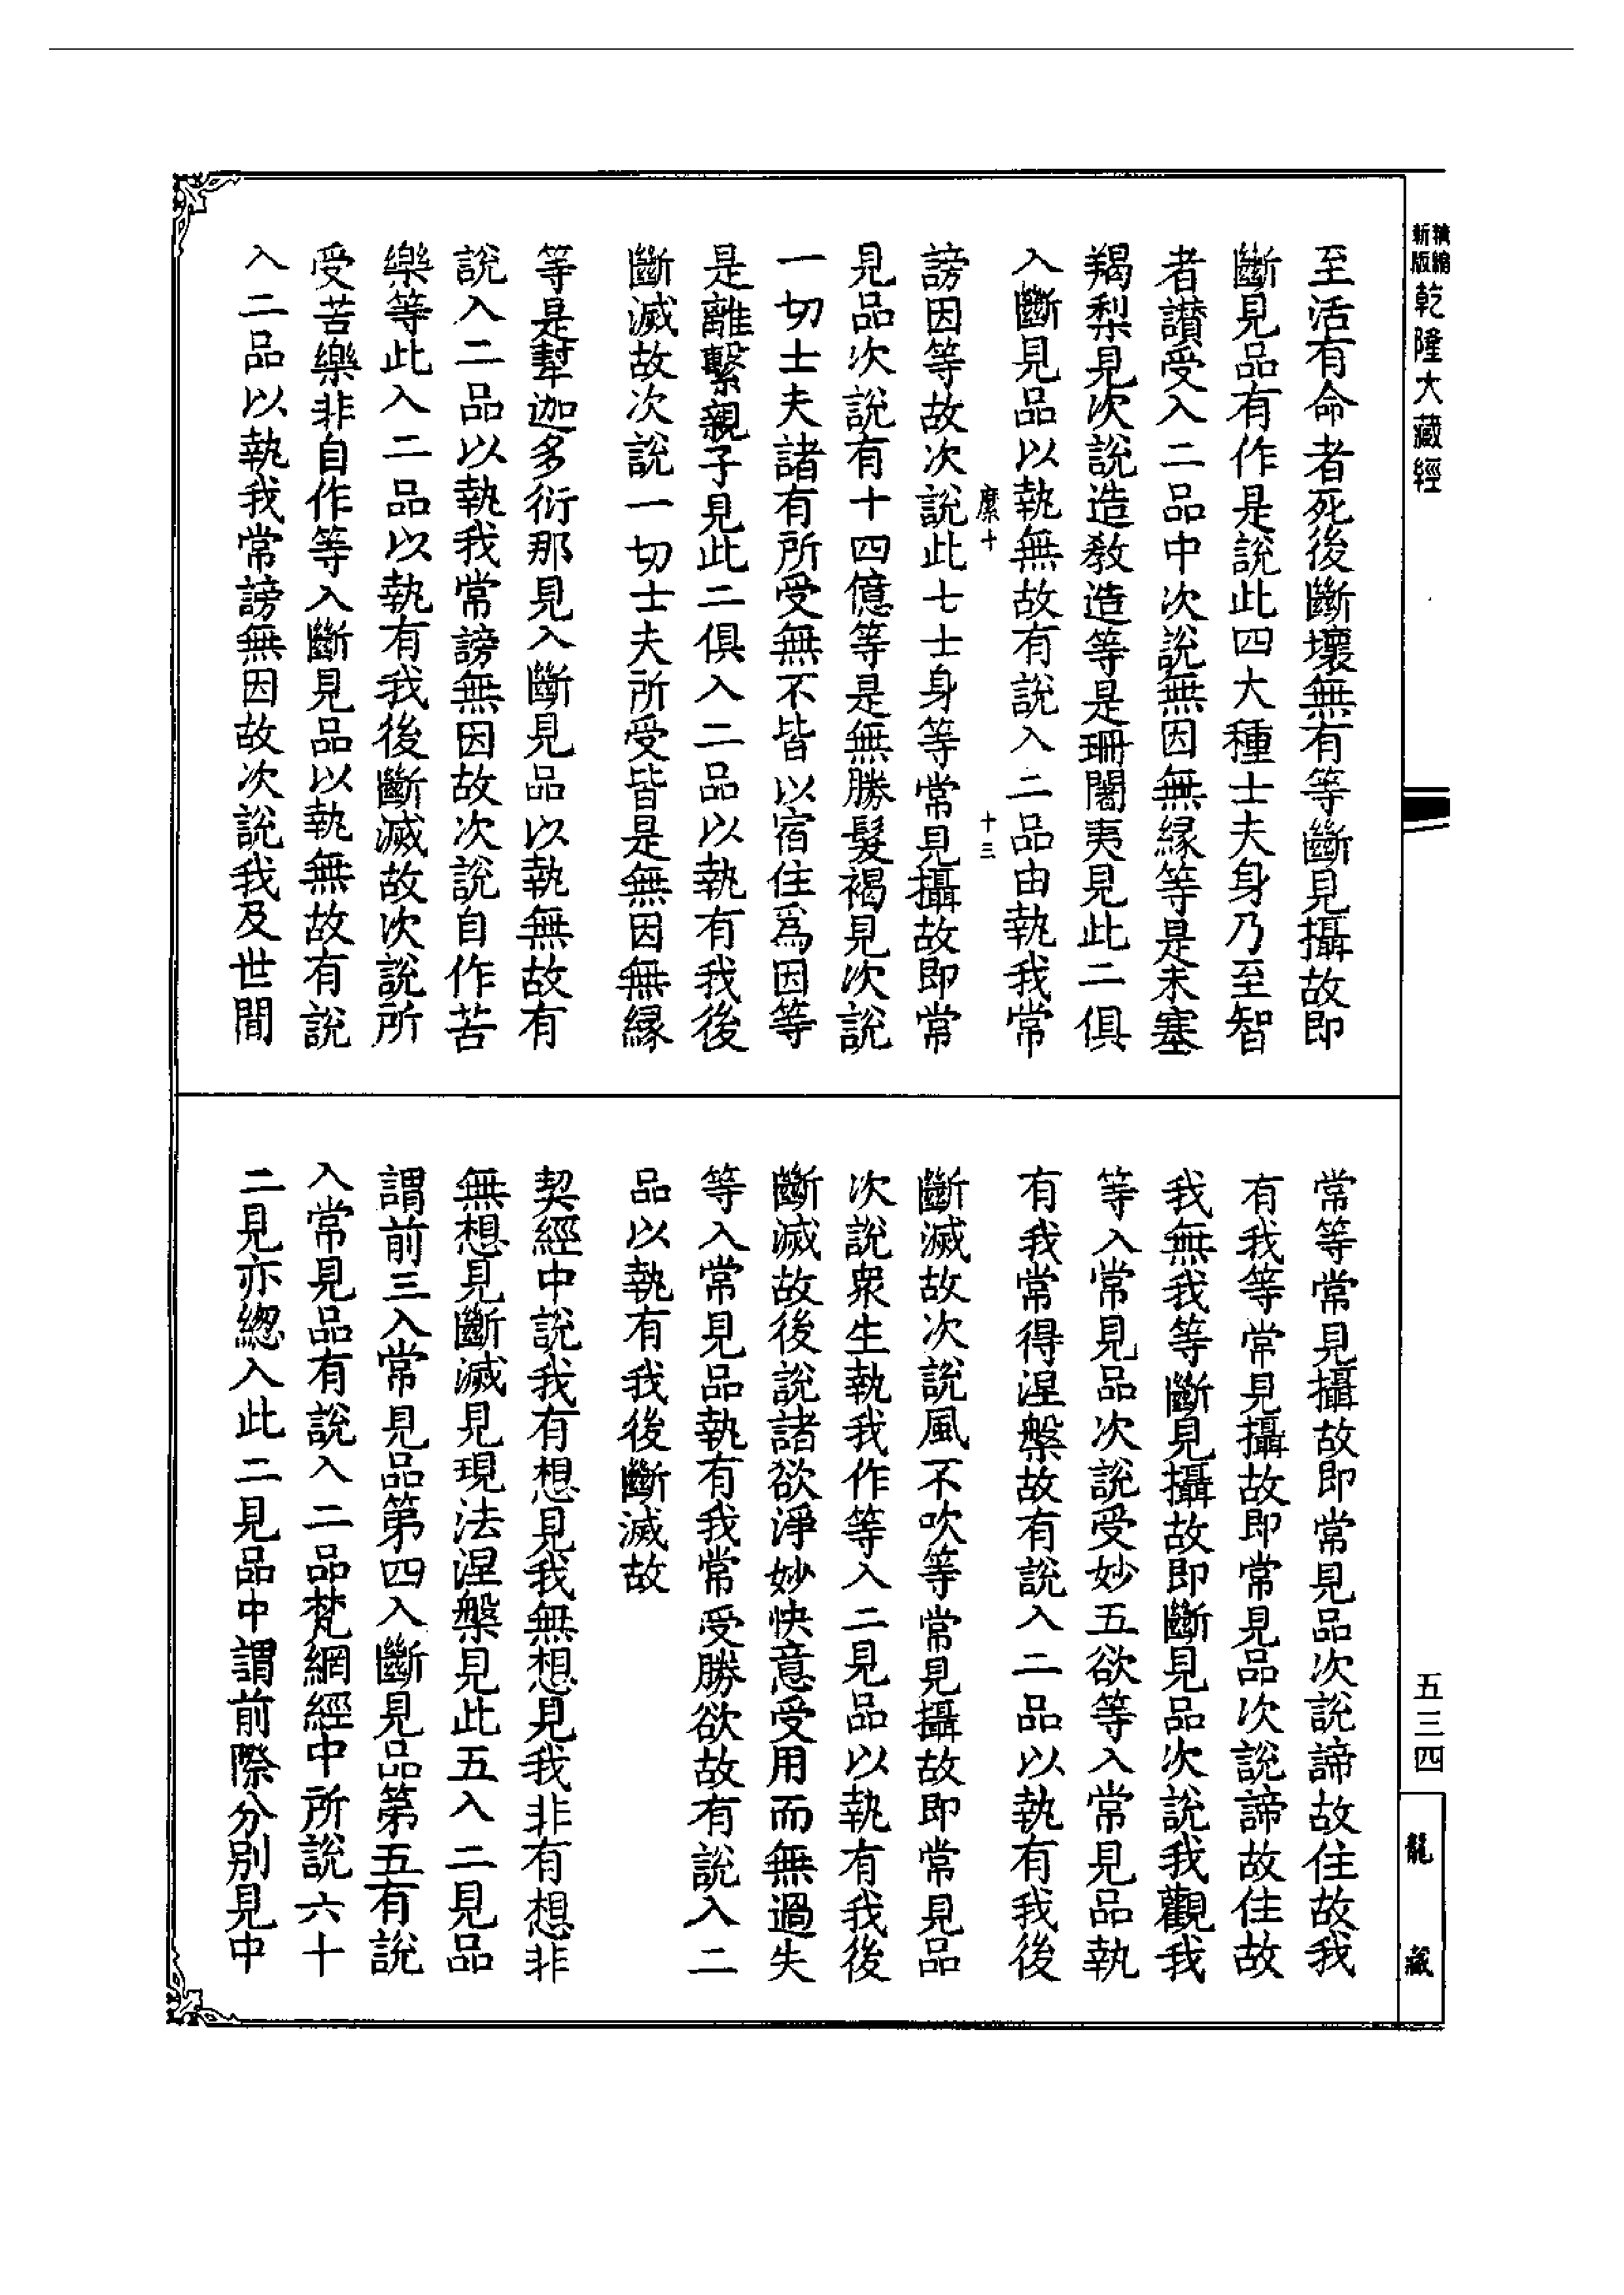 新編縮版 乾隆大藏經
至活有命者死後斷壞無有等斷見攝故即
斷見品有作是說此四大種士夫身乃至智
者讃受入二品中次說無因無緣等是末塞
羯梨見次說造教造等是珊闍夷見此二俱
入斷見品以執無故有說入二品由執我常
縻十 十三
謗因等故次說此七士身等常見攝故即常
見品次說有十四億等是無勝髮褐見次說
一切士夫諸有所受無不皆以宿住爲因等
是離繫親子見此二俱入二品以執有我後
斷滅故次說一切士夫所受皆是無因無緣
等是鞤迦多衍那見入斷見品以執無故有
說入二品以執我常謗無因故次說自作苦
樂等此入二品以執有我後斷滅故次說所
受苦樂非自作等入斷見品以執無故有說
入二品以執我常謗無因故次說我及世間
常等常見攝故即常見品次說諦故住故我
有我等常見攝故即常見品次說諦故住故
我無我等斷見攝故即斷見品次說我觀我
等入常見品次說受妙五欲等入常見品執
有我常得涅槃故有說入二品以執有我後
斷滅故次說風不吹等常見攝故即常見品
次說衆生執我作等入二見品以執有我後
斷滅故後說諸欲淨妙快意受用而無過失
等入常見品執有我常受勝欲故有說入二
品以執有我後斷滅故
契經中說我有想見我無想見我非有想非
無想見斷滅見現法涅槃見此五入二見品
謂前三入常見品第四入斷見品第五有說
入常見品有說入二品梵網經中所說六十
二見亦緫入此二見品中謂前際分別見中
五三四
龍藏